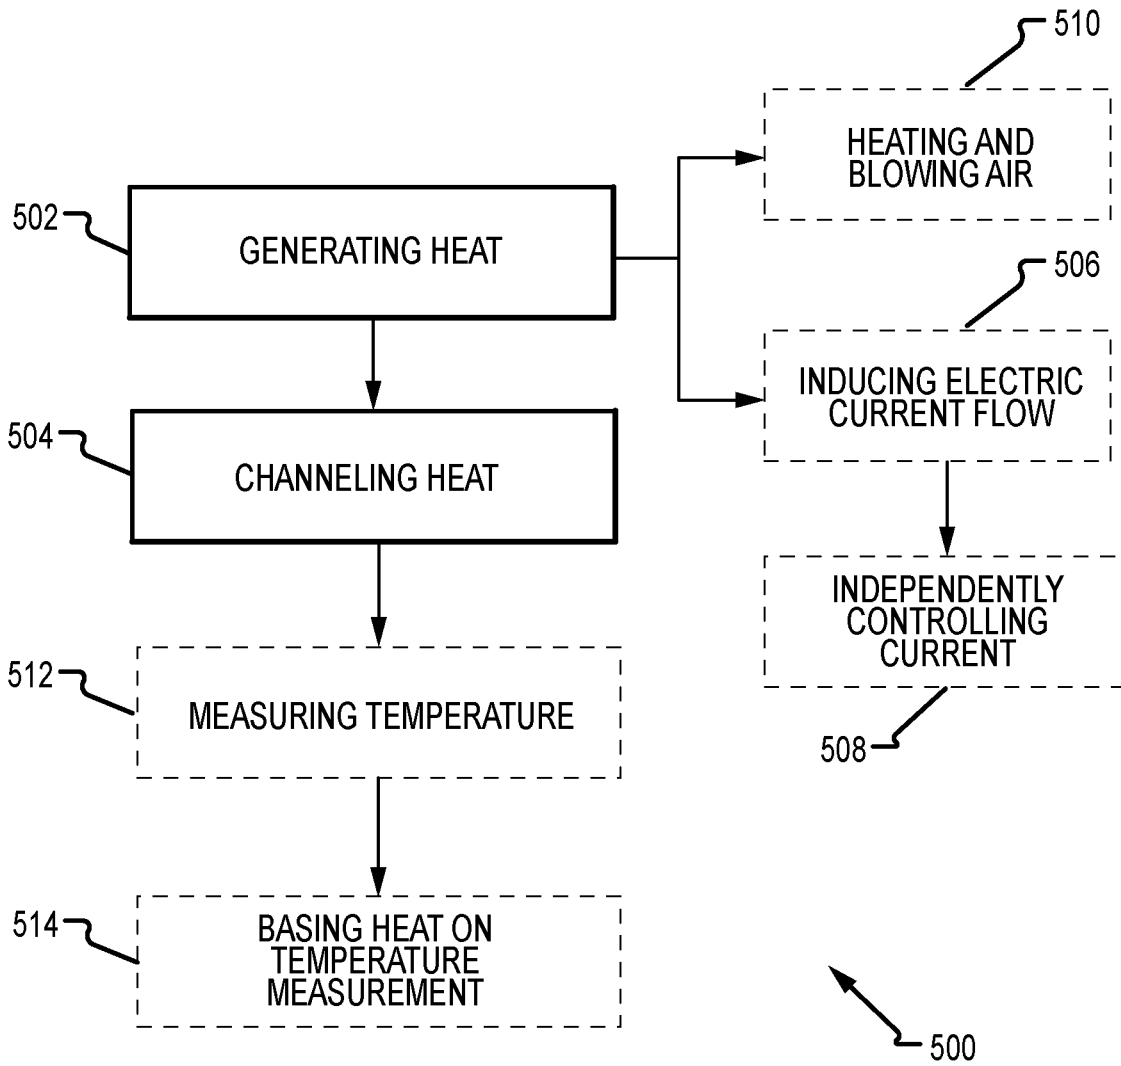 510
HEATING AND
BLOWING AIR
502
GENERATING HEAT
506
INDUCING ELECTRIC
CURRENT FLOW
504
CHANNELING HEAT
INDEPENDENTLY
CONTROLLING
CURRENT
508
512
MEASURING TEMPERATURE
514
BASING HEAT ON
TEMPERATURE
MEASUREMENT
500